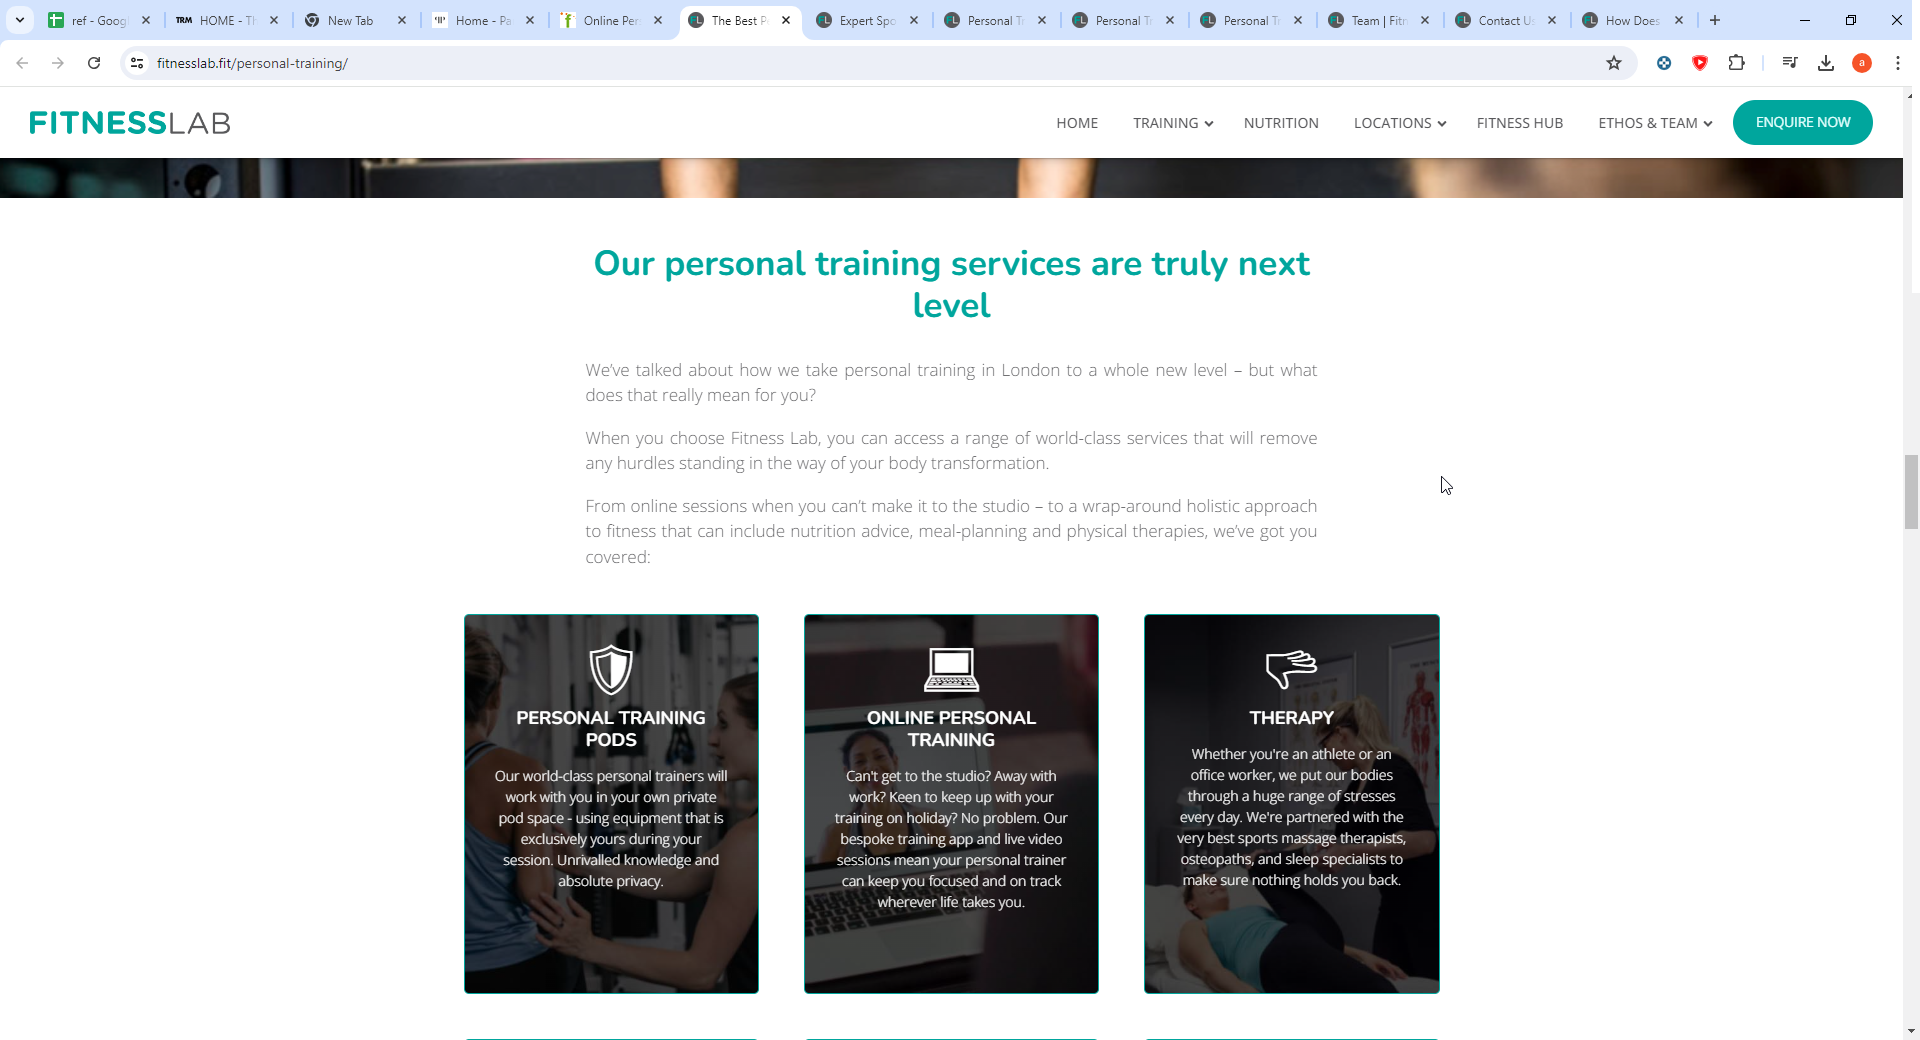 ref - Goog
HOME - Th
New Tab
Home - Pa
Online Pers
The Best P
Expert Spo
Personal Tr
Personal Tr
Personal Tr
Team | Fitn
Contact Us
How Does
fitnesslab.fit/personal-training/
a
FITNESSLAB
HOME
TRAINING
NUTRITION
LOCATIONS
FITNESS HUB
ETHOS & TEAM
ENQUIRE NOW
Our personal training services are truly next
level
We've talked about how we take personal training in London to a whole new level – but what
does that really mean for you?
When you choose Fitness Lab, you can access a range of world-class services that will remove
any hurdles standing in the way of your body transformation.
From online sessions when you can't make it to the studio – to a wrap-around holistic approach
to fitness that can include nutrition advice, meal-planning and physical therapies, we've got you
covered:
PERSONAL TRAINING
PODS
Our world-class personal trainers will
work with you in your own private
pod space - using equipment that is
exclusively yours during your
session. Unrivalled knowledge and
absolute privacy.
ONLINE PERSONAL
TRAINING
Can't get to the studio? Away with
work? Keen to keep up with your
training on holiday? No problem. Our
bespoke training app and live video
sessions mean your personal trainer
can keep you focused and on track
wherever life takes you.
THERAPY
Whether you're an athlete or an
office worker, we put our bodies
through a huge range of stresses
every day. We're partnered with the
very best sports massage therapists,
osteopaths, and sleep specialists to
make sure nothing holds you back.